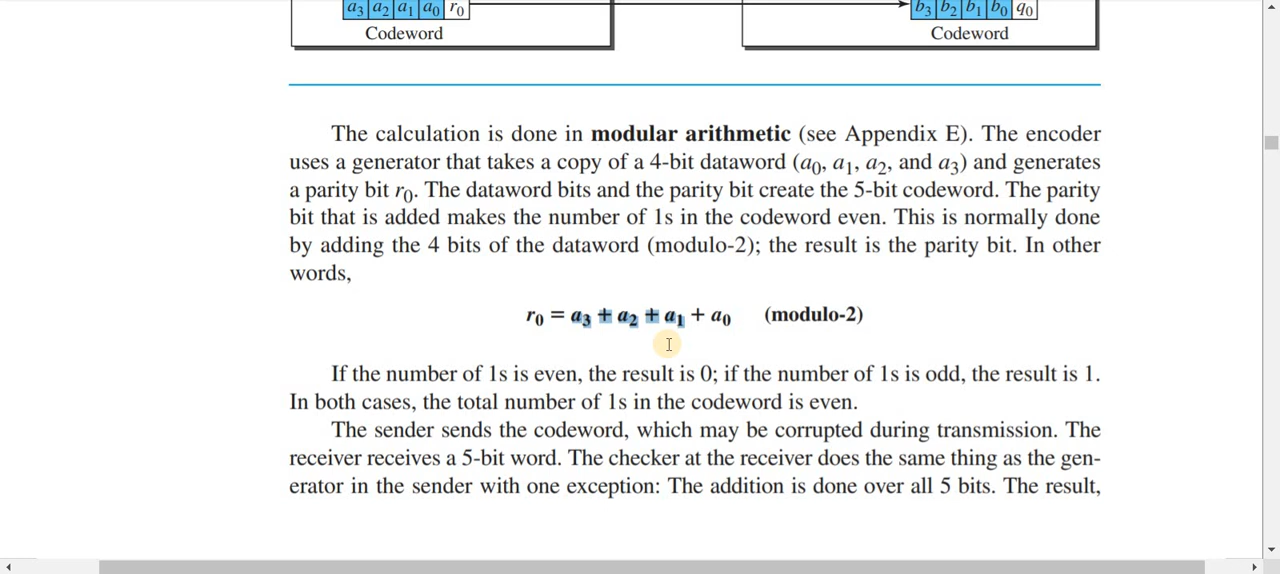 a3 a2 a1 a0 r0 b3 b2 b1 b0 q0
Codeword Codeword
The calculation is done in modular arithmetic (see Appendix E). The encoder
uses a generator that takes a copy of a 4-bit dataword (a0, a1, a2, and a3) and generates
a parity bit r0. The dataword bits and the parity bit create the 5-bit codeword. The parity
bit that is added makes the number of 1s in the codeword even. This is normally done
by adding the 4 bits of the dataword (modulo-2); the result is the parity bit. In other
words,
r0 = a3 + a2 + a1 + a0 (modulo-2)
If the number of 1s is even, the result is 0; if the number of 1s is odd, the result is 1.
In both cases, the total number of 1s in the codeword is even.
The sender sends the codeword, which may be corrupted during transmission. The
receiver receives a 5-bit word. The checker at the receiver does the same thing as the gen-
erator in the sender with one exception: The addition is done over all 5 bits. The result,